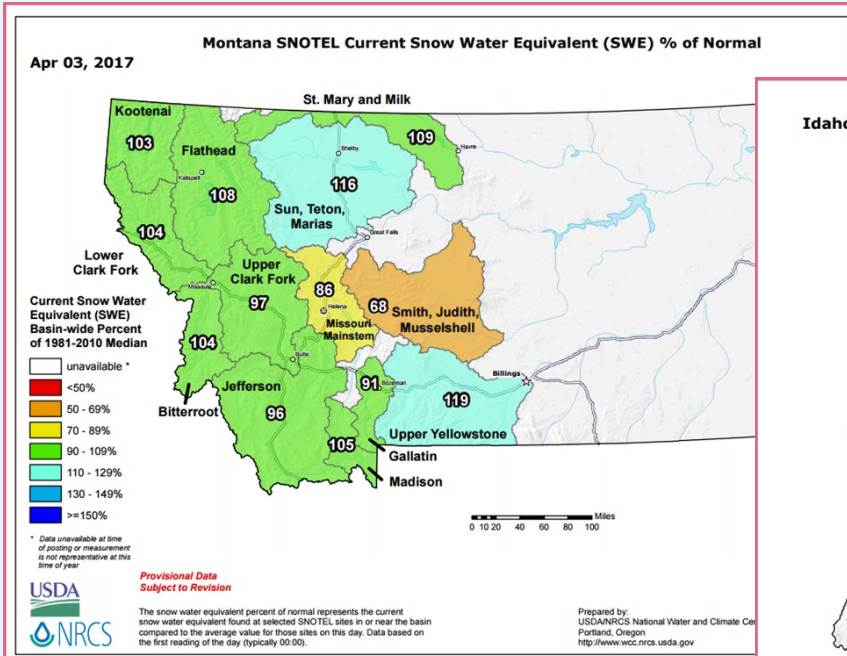 Montana SNOTEL Current Snow Water Equivalent (SWE) % of Normal
Apr 03, 2017
St. Mary and Milk
Kootenai
103
Flathead
109
Havre
Shelby
Kalispell
108
116
Sun, Teton,
Marias
104
Great Falls
Lower
Clark Fork
Upper
Clark Fork
Missoula
97
86
Helena
Missouri
Mainstem
68
Smith, Judith,
Musselshell
104
Butte
Bitterroot
Jefferson
96
91
Bozeman
Billings
119
Upper Yellowstone
105
Gallatin
Madison
Current Snow Water
Equivalent (SWE)
Basin-wide Percent
of 1981-2010 Median
unavailable *
<50%
50 - 69%
70 - 89%
90 - 109%
110 - 129%
130 - 149%
>=150%
* Data unavailable at time
of posting or measurement
is not representative at this
time of year
Miles
0 10 20 40 60 80 100
Provisional Data
Subject to Revision
USDA
NRCS
The snow water equivalent percent of normal represents the current
snow water equivalent found at selected SNOTEL sites in or near the basin
compared to the average value for those sites on this day. Data based on
the first reading of the day (typically 00:00).
Prepared by:
USDA/NRCS National Water and Climate
Portland, Oregon
http://www.wcc.nrcs.usda.gov